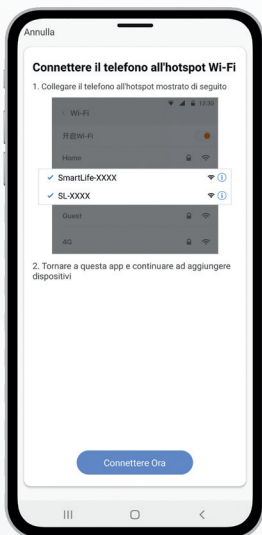 Annulla
Connettere il telefono all'hotspot Wi-Fi
1. Collegare il telefono all'hotspot mostrato di seguito
12:30
Wi-Fi
开启Wi-Fi
Home
SmartLife-XXXX
SL-XXXX
Guest
4G
2. Tornare a questa app e continuare ad aggiungere
dispositivi
Connettere Ora